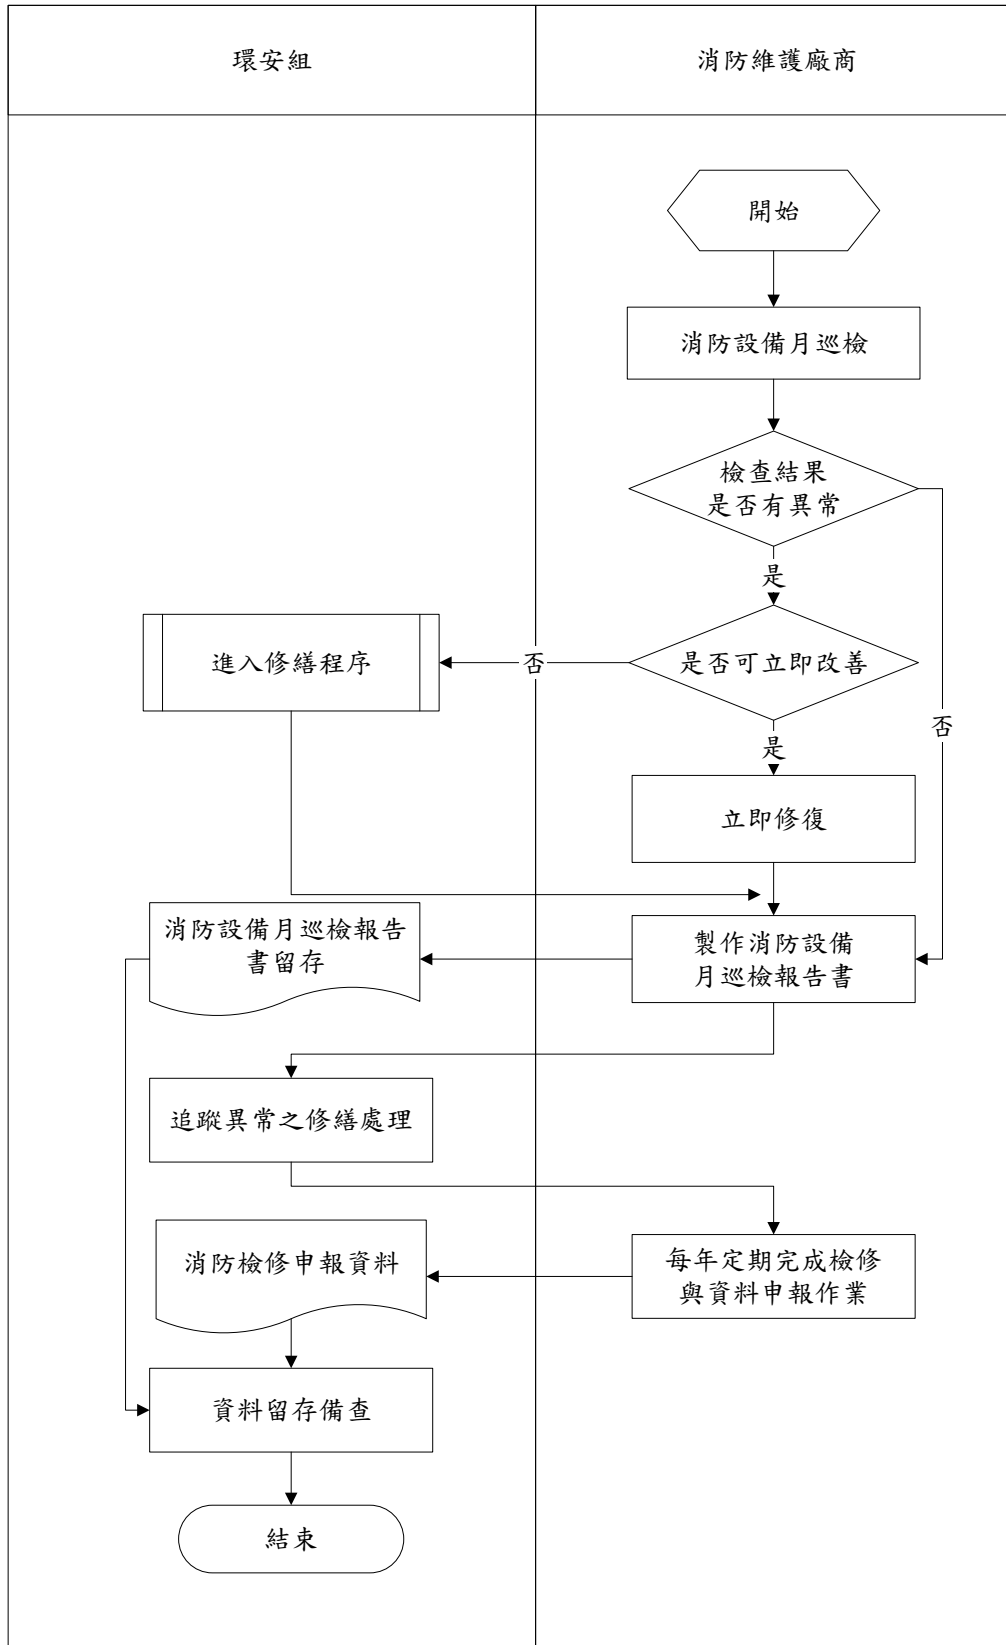 環安組
消防維護廠商
開始
消防設備月巡檢
檢查結果
是否有異常
是
進入修繕程序
否
是否可立即改善
否
是
立即修復
消防設備月巡檢報告
書留存
製作消防設備
月巡檢報告書
追蹤異常之修繕處理
消防檢修申報資料
每年定期完成檢修
與資料申報作業
資料留存備查
結束